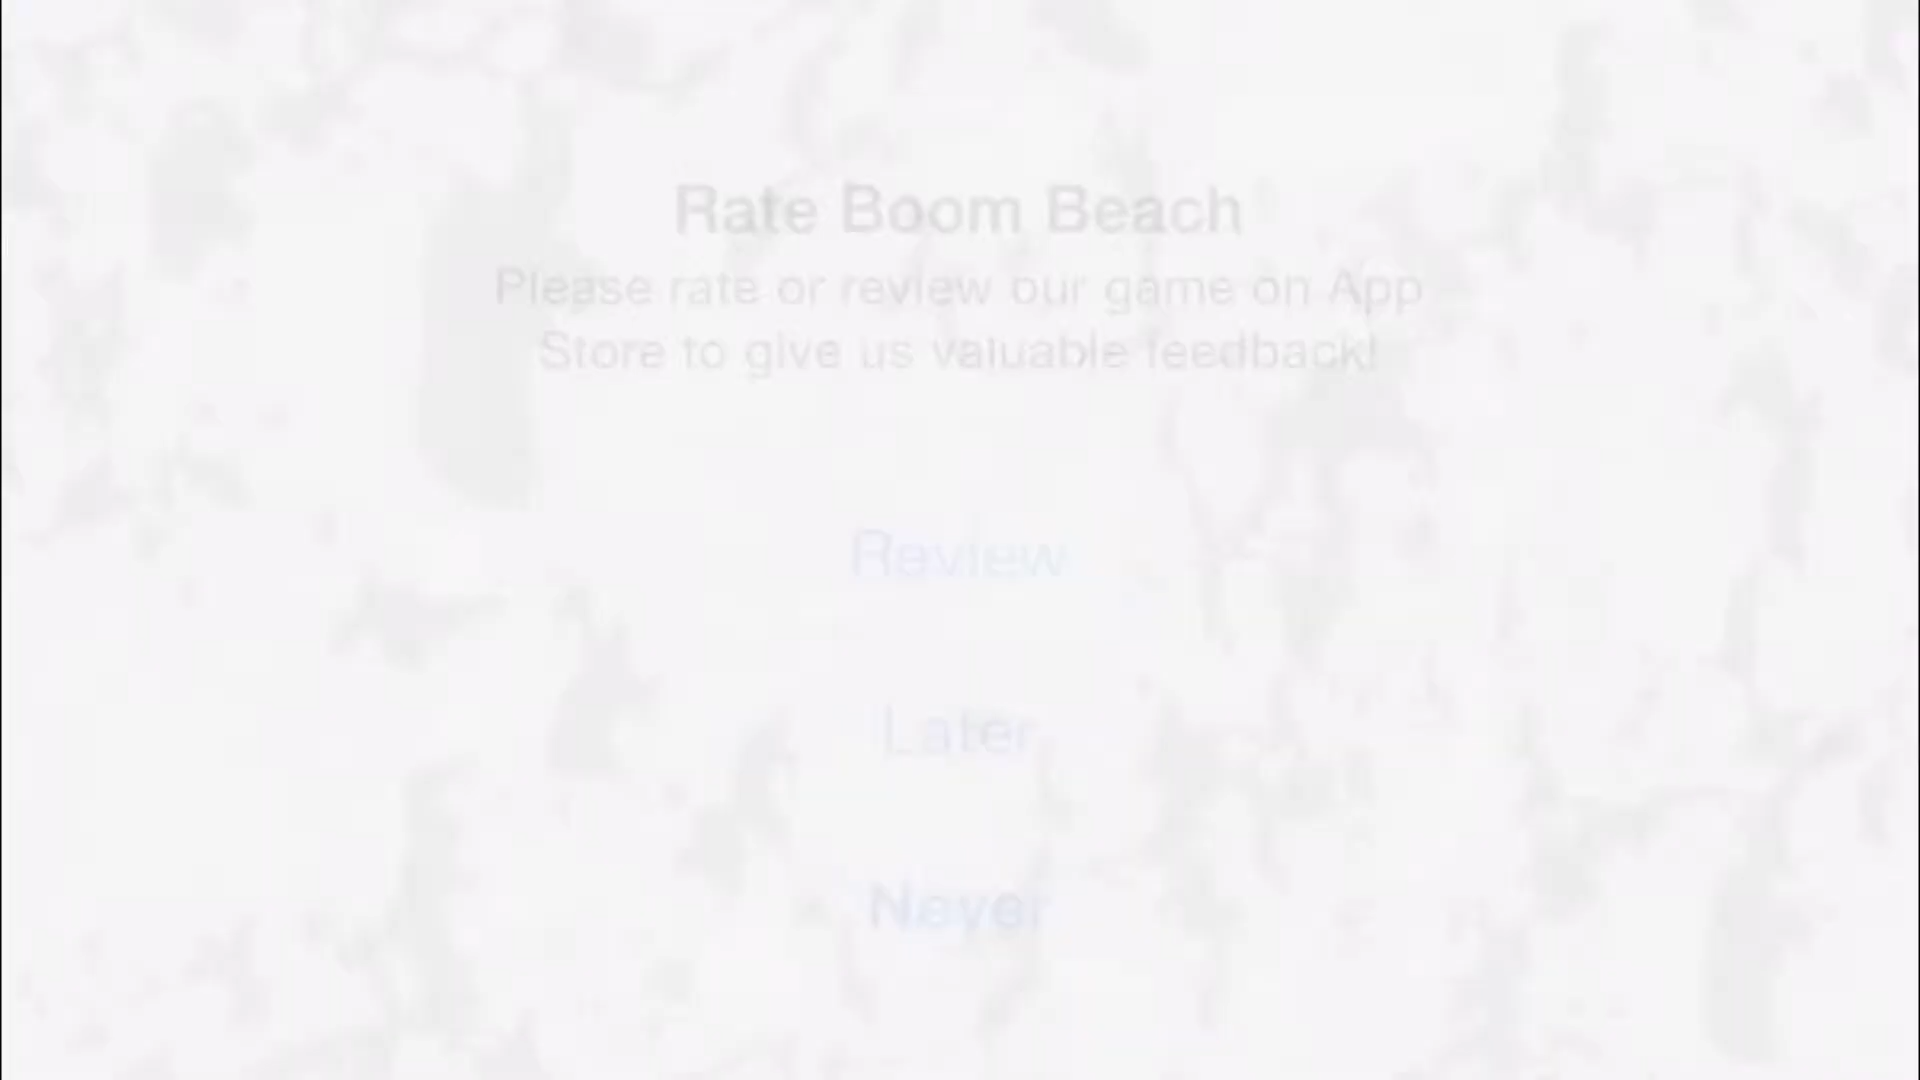 Rate Boom Beach
Please rate or review our game on App
Store to give us valuable feedback!
Review
Later
Never